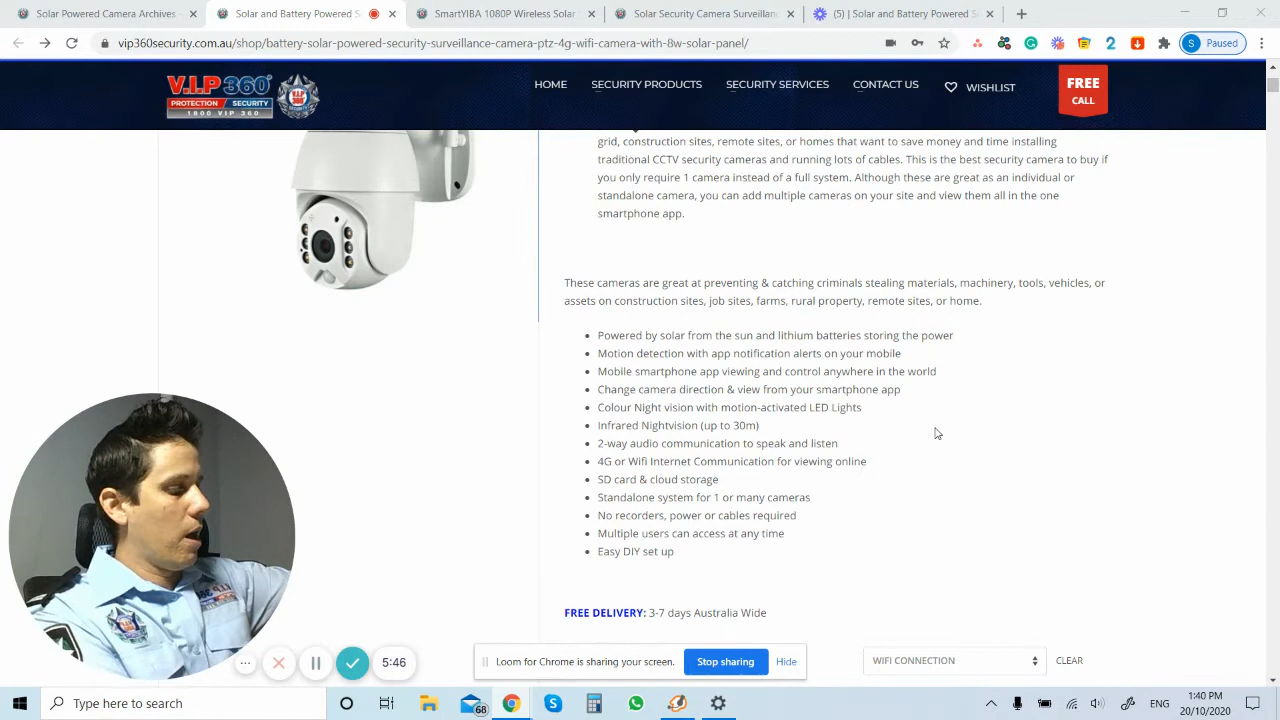 Solar Powered Camera Archives
Solar and Battery Powered S
SmartYIBA 1080P Wireless Solar
Solar Security Camera Surveillanc
() | Solar and Battery Powered S
vip360security.com.au/shop/battery-solar-powered-security-surveillance-camera-ptz-4g-wifi-camera-with-8w-solar-panel/
S Paused
V.I.P 360
PROTECTION / SECURITY
1800 VIP 360
HOME SECURITY PRODUCTS SECURITY SERVICES CONTACT US WISHLIST
FREE
CALL
grid, construction sites, remote sites, or homes that want to save money and time installing
traditional CCTV security cameras and running lots of cables. This is the best security camera to buy if
you only require 1 camera instead of a full system. Although these are great as an individual or
standalone camera, you can add multiple cameras on your site and view them all in the one
smartphone app.
These cameras are great at preventing & catching criminals stealing materials, machinery, tools, vehicles, or
assets on construction sites, job sites, farms, rural property, remote sites, or home.
Powered by solar from the sun and lithium batteries storing the power
Motion detection with app notification alerts on your mobile
Mobile smartphone app viewing and control anywhere in the world
Change camera direction & view from your smartphone app
Colour Night vision with motion-activated LED Lights
Infrared Nightvision (up to 30m)
2-way audio communication to speak and listen
4G or Wifi Internet Communication for viewing online
SD card & cloud storage
Standalone system for 1 or many cameras
No recorders, power or cables required
Multiple users can access at any time
Easy DIY set up
FREE DELIVERY: 3-7 days Australia Wide
5:46
Loom for Chrome is sharing your screen. Stop sharing Hide
WIFI CONNECTION CLEAR
Type here to search
68
ENG
1:40 PM
20/10/2020